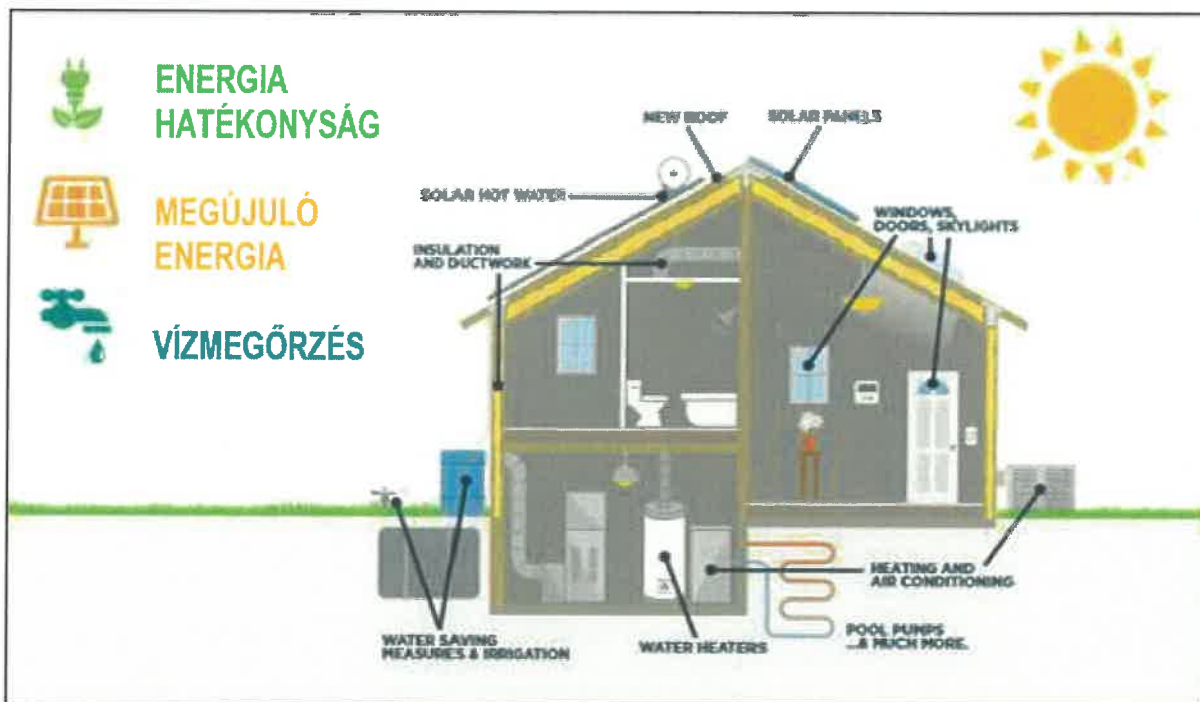 ENERGIA
HATÉKONYSÁG
MEGÚJULÓ
ENERGIA
VÍZMEGŐRZÉS
NEW ROOF
SOLAR PANELS
SOLAR HOT WATER
WINDOWS,
DOORS, SKYLIGHTS
INSULATION
AND DUCTWORK
HEATING AND
AIR CONDITIONING
WATER SAVING
MEASURES & IRRIGATION
WATER HEATERS
POOL PUMPS
...& MUCH MORE.